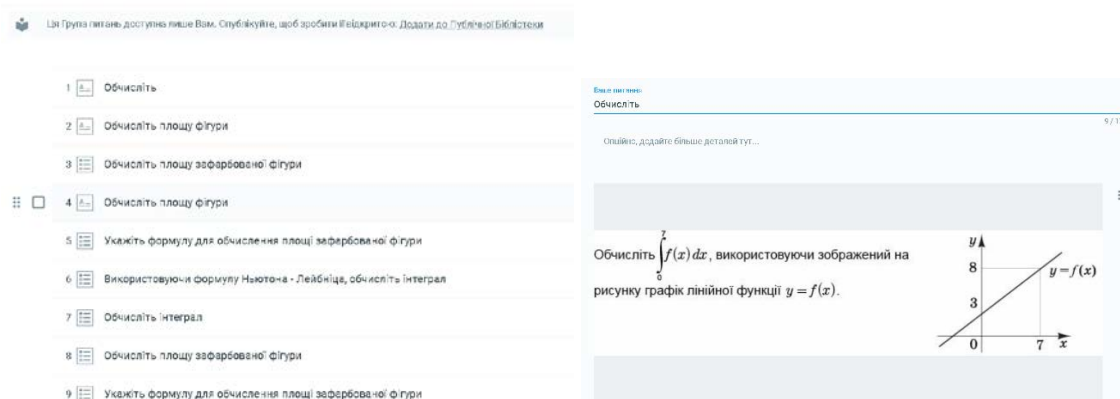 Ця Група питань доступна лише Вам. Опублікуйте, щоб зробити її відкритою: Додати до Публічної Бібліотеки
1 Обчисліть
2 Обчисліть площу фігури
3 Обчисліть площу зафарбованої фігури
4 Обчисліть площу фігури
5 Укажіть формулу для обчислення площі зафарбованої фігури
6 Використовуючи формулу Ньютона - Лейбніца, обчисліть інтеграл
7 Обчисліть інтеграл
8 Обчисліть площу зафарбованої фігури
9 Укажіть формулу для обчислення площі зафарбованої фігури
Ваше питання
Обчисліть
Опційно, додайте більше деталей тут...
Обчисліть ∫₀⁷ f(x) dx, використовуючи зображений на
рисунку графік лінійної функції y = f(x).
y
8
y = f(x)
3
0 7 x